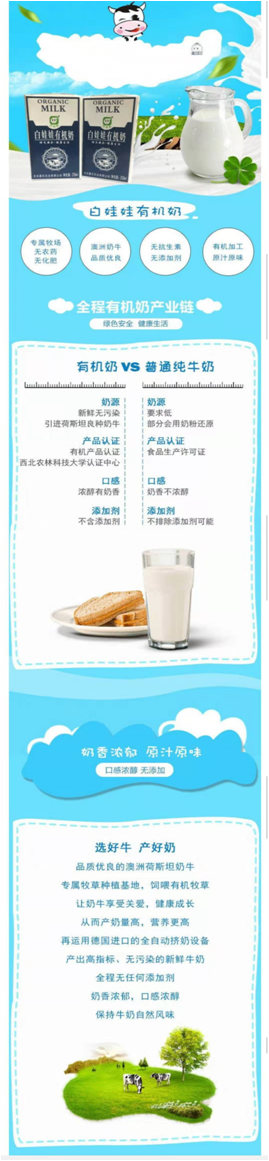 ORGANIC
MILK
白娃娃有机奶
ORGANIC
MILK
白娃娃有机奶
白娃娃有机奶
专属牧场
无农药
无化肥
澳洲奶牛
品质优良
无抗生素
无添加剂
有机加工
原汁原味
全程有机奶产业链
绿色安全 健康生活
有机奶 VS 普通纯牛奶
奶源
新鲜无污染
引进荷斯坦良种奶牛
奶源
要求低
部分会用奶粉还原
产品认证
有机产品认证
西北农林科技大学认证中心
产品认证
食品生产许可证
口感
浓醇有奶香
口感
奶香不浓醇
添加剂
不含添加剂
添加剂
不排除添加剂可能
奶香浓郁 原汁原味
口感浓醇 无添加
选好牛 产好奶
品质优良的澳洲荷斯坦奶牛
专属牧草种植基地，饲喂有机牧草
让奶牛享受关爱，健康成长
从而产奶量高，营养更高
再运用德国进口的全自动挤奶设备
产出高指标、无污染的新鲜牛奶
全程无任何添加剂
奶香浓郁，口感浓醇
保持牛奶自然风味